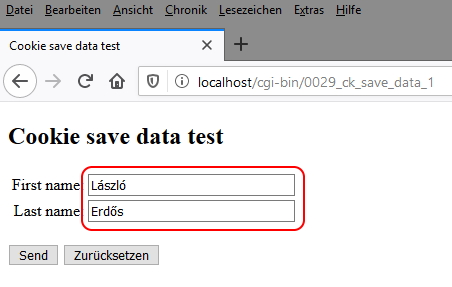 Datei Bearbeiten Ansicht Chronik Lesezeichen Extras Hilfe
Cookie save data test
localhost/cgi-bin/0029_ck_save_data_1
Cookie save data test
First name László
Last name Erdős
Send Zurücksetzen